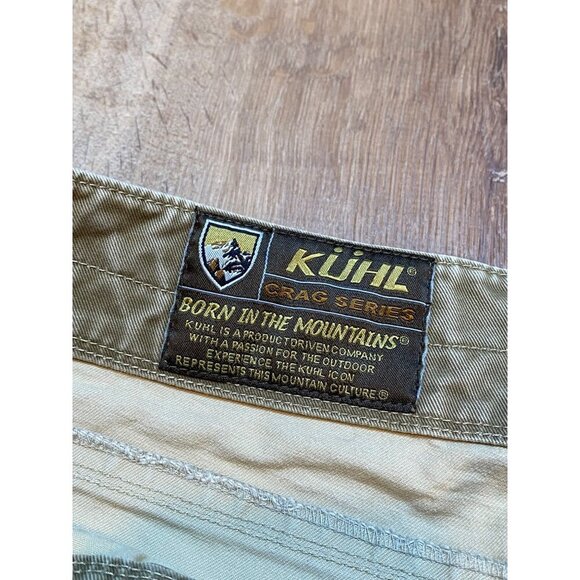 KÜHL®
CRAG SERIES
BORN IN THE MOUNTAINS®
KUHL IS A PRODUCT DRIVEN COMPANY
WITH A PASSION FOR THE OUTDOOR
EXPERIENCE THE KUHL ICON
REPRESENTS THIS MOUNTAIN CULTURE®